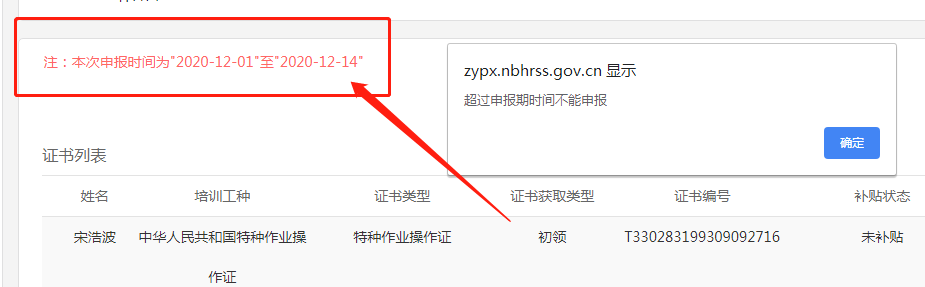 注：本次申报时间为"2020-12-01"至"2020-12-14"
zypx.nbhrss.gov.cn 显示
超过申报期时间不能申报
确定
证书列表
姓名 培训工种 证书类型 证书获取类型 证书编号 补贴状态
宋浩波 中华人民共和国特种作业操 特种作业操作证 初领 T330283199309092716 未补贴
作证